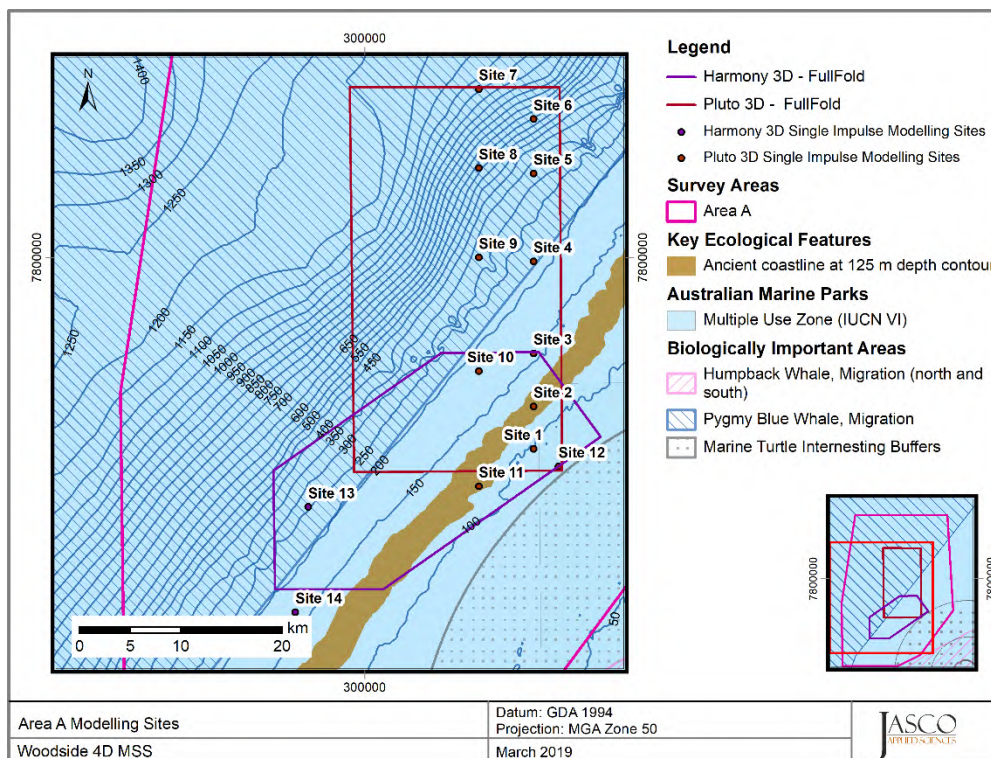 300000
N
1400
1350
1300
1250
1250
1200
1150
1100
1050
1000
700
600
500
400
350
300
250
200
650
550
450
150
100
50
Site 7
Site 6
Site 8
Site 5
Site 9
Site 4
Site 3
Site 10
Site 2
Site 1
Site 12
Site 11
Site 13
Site 14
7800000
7800000
km
0 5 10 20
300000
Legend
Harmony 3D - FullFold
Pluto 3D - FullFold
Harmony 3D Single Impulse Modelling Sites
Pluto 3D Single Impulse Modelling Sites
Survey Areas
Area A
Key Ecological Features
Ancient coastline at 125 m depth contour
Australian Marine Parks
Multiple Use Zone (IUCN VI)
Biologically Important Areas
Humpback Whale, Migration (north and
south)
Pygmy Blue Whale, Migration
Marine Turtle Internesting Buffers
7800000
7800000
300000
Area A Modelling Sites
Woodside 4D MSS
Datum: GDA 1994
Projection: MGA Zone 50
March 2019
JASCO
APPLIED SCIENCES